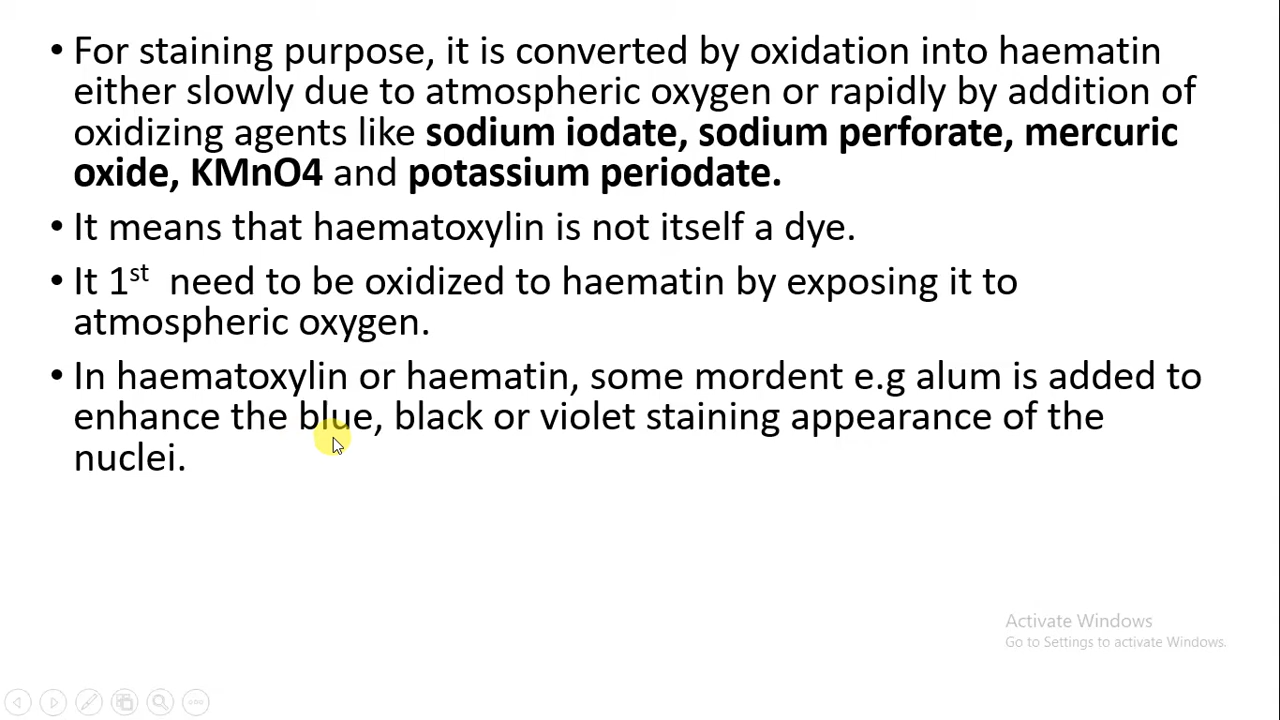 • For staining purpose, it is converted by oxidation into haematin
either slowly due to atmospheric oxygen or rapidly by addition of
oxidizing agents like sodium iodate, sodium perforate, mercuric
oxide, KMnO4 and potassium periodate.
• It means that haematoxylin is not itself a dye.
• It 1st need to be oxidized to haematin by exposing it to
atmospheric oxygen.
• In haematoxylin or haematin, some mordent e.g alum is added to
enhance the blue, black or violet staining appearance of the
nuclei.
Activate Windows
Go to Settings to activate Windows.